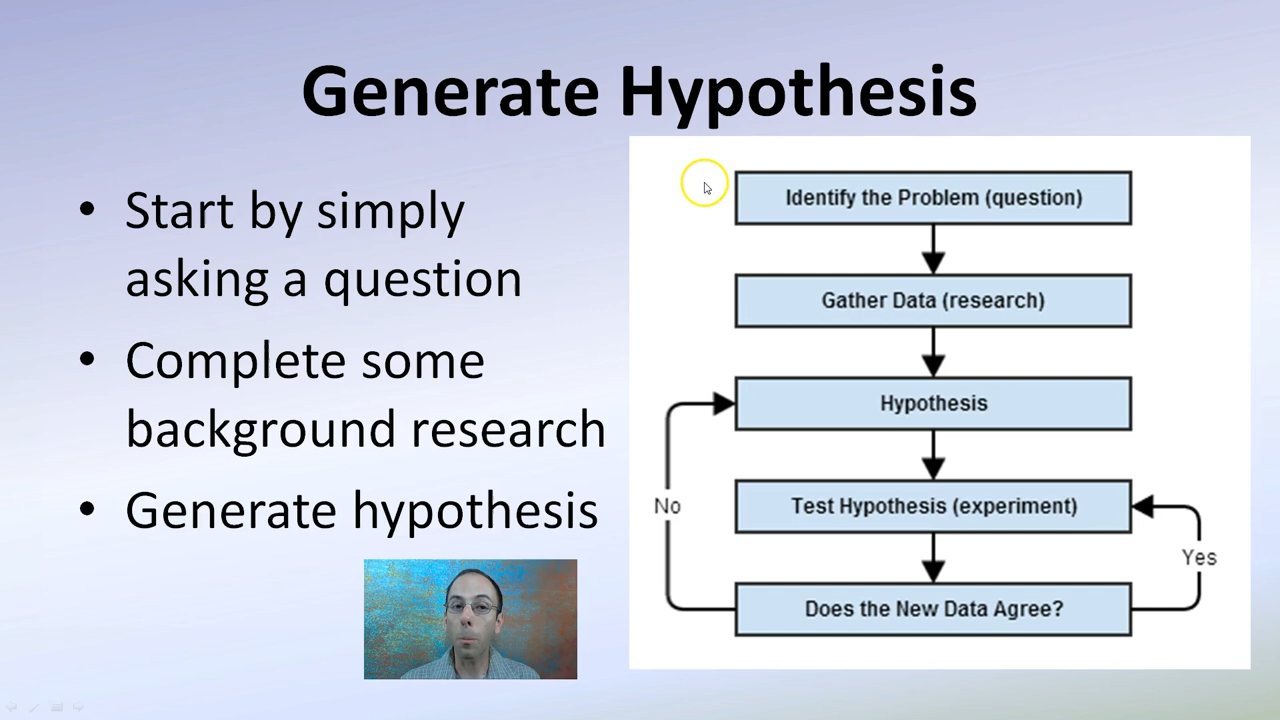 Generate Hypothesis
• Start by simply
asking a question
• Complete some
background research
• Generate hypothesis
Identify the Problem (question)
Gather Data (research)
Hypothesis
Test Hypothesis (experiment)
Does the New Data Agree?
No
Yes